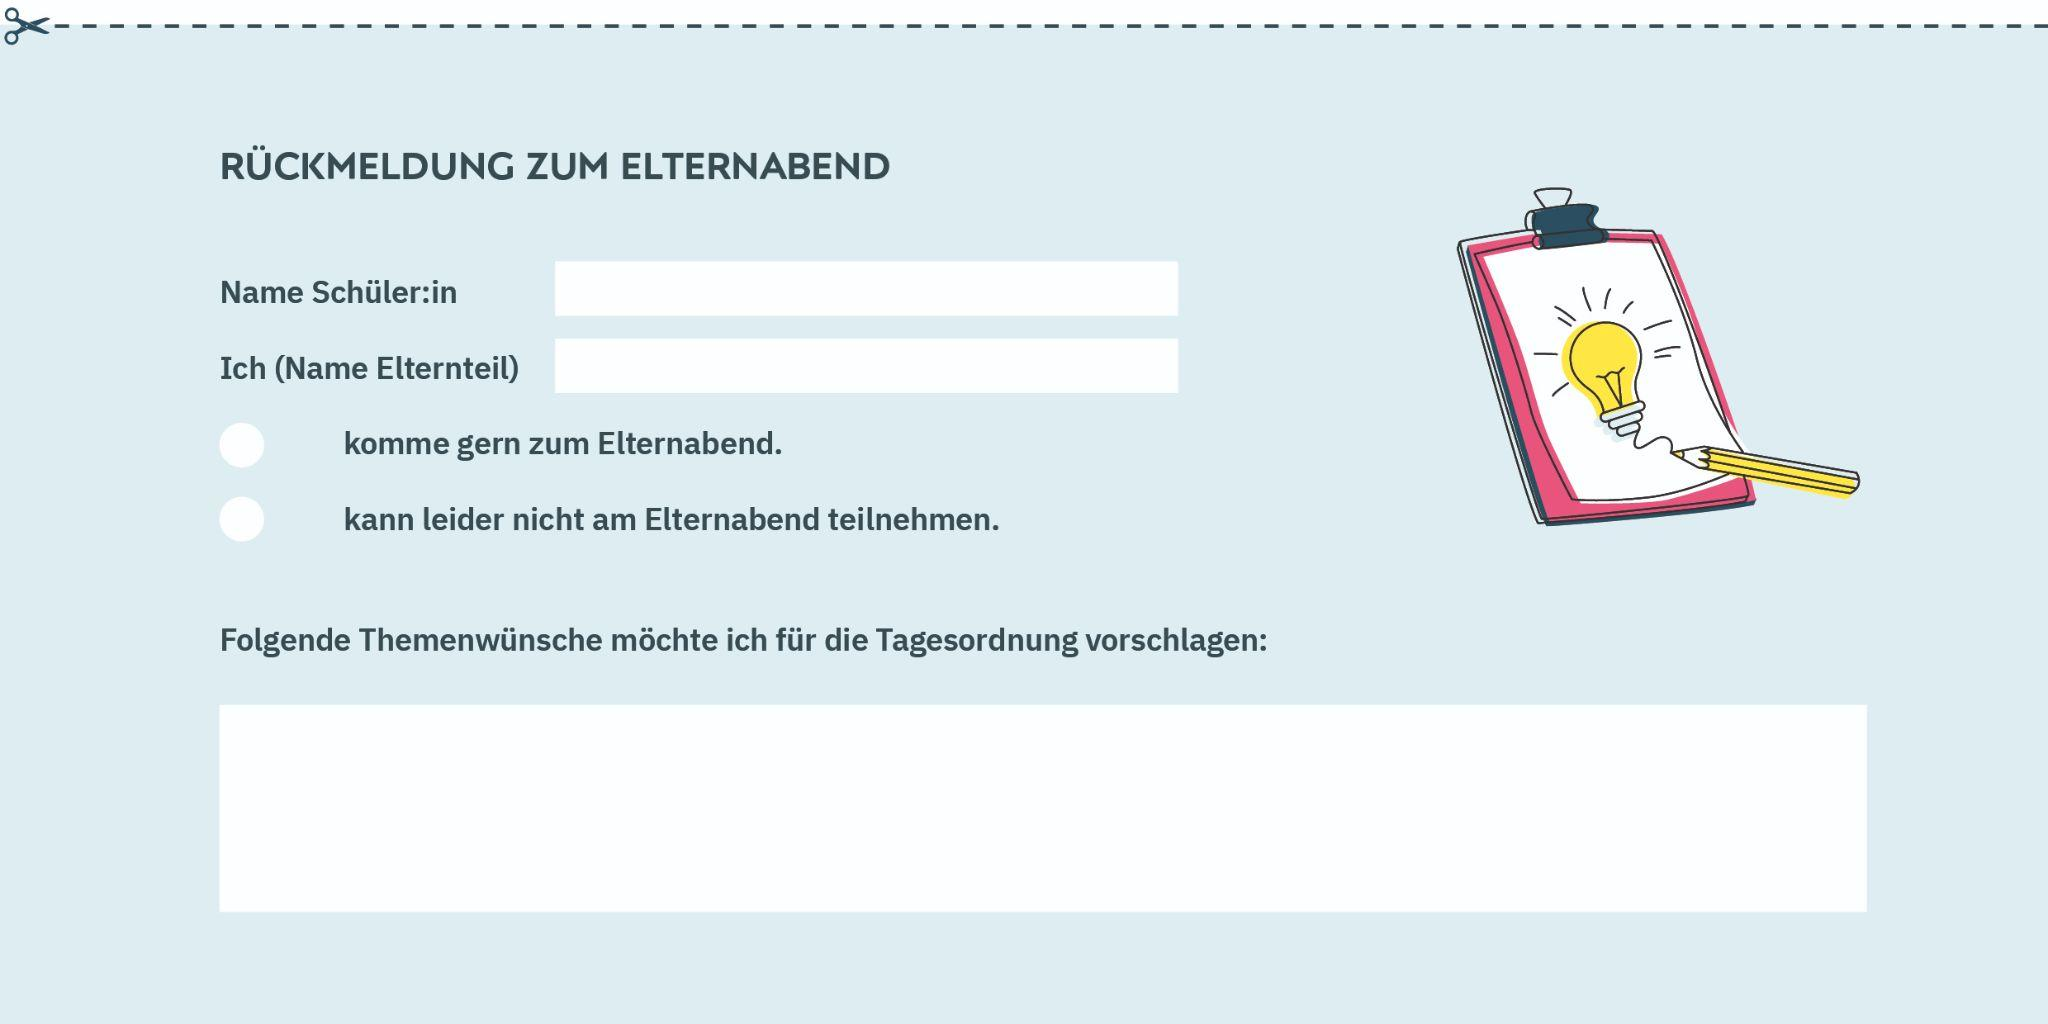 RÜCKMELDUNG ZUM ELTERNABEND
Name Schüler:in
Ich (Name Elternteil)
komme gern zum Elternabend.
kann leider nicht am Elternabend teilnehmen.
Folgende Themenwünsche möchte ich für die Tagesordnung vorschlagen: